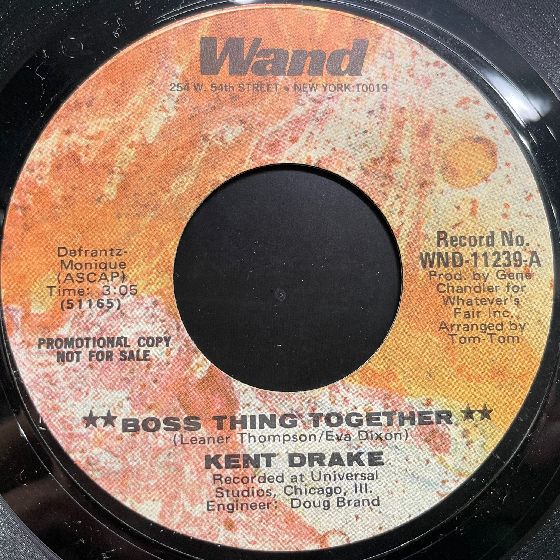 Wand
254 W. 54th STREET • NEW YORK 10019
Defrantz-
Monique
(ASCAP)
Time: 3:05
(51165)
PROMOTIONAL COPY
NOT FOR SALE
Record No.
WND-11239-A
Prod. by Gene
Chandler for
Whatever's
Fair Inc.
Arranged by
Tom-Tom
★★ BOSS THING TOGETHER ★★
(Leaner Thompson/Eva Dixon)
KENT DRAKE
Recorded at Universal
Studios, Chicago, Ill.
Engineer: Doug Brand